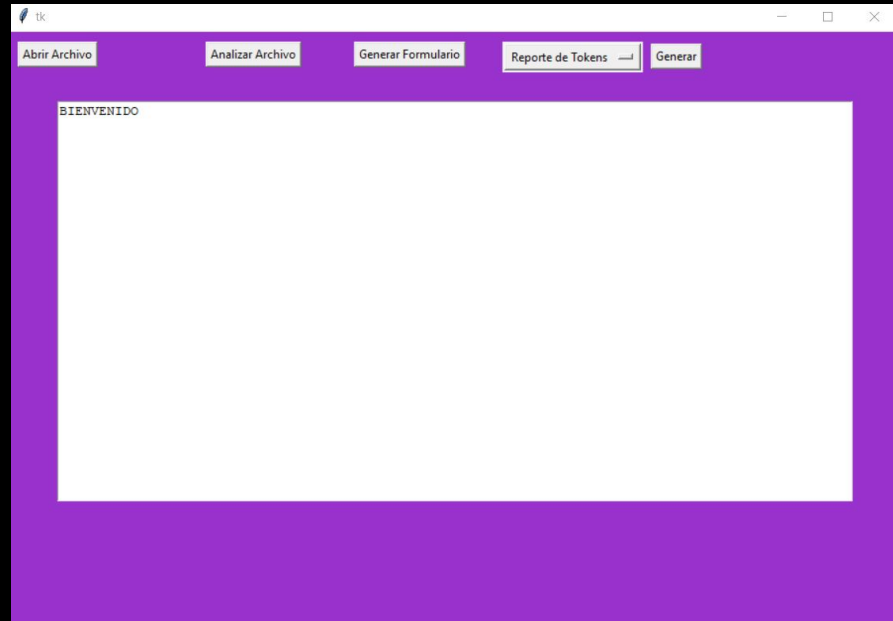 tk
Abrir Archivo Analizar Archivo Generar Formulario Reporte de Tokens Generar
BIENVENIDO